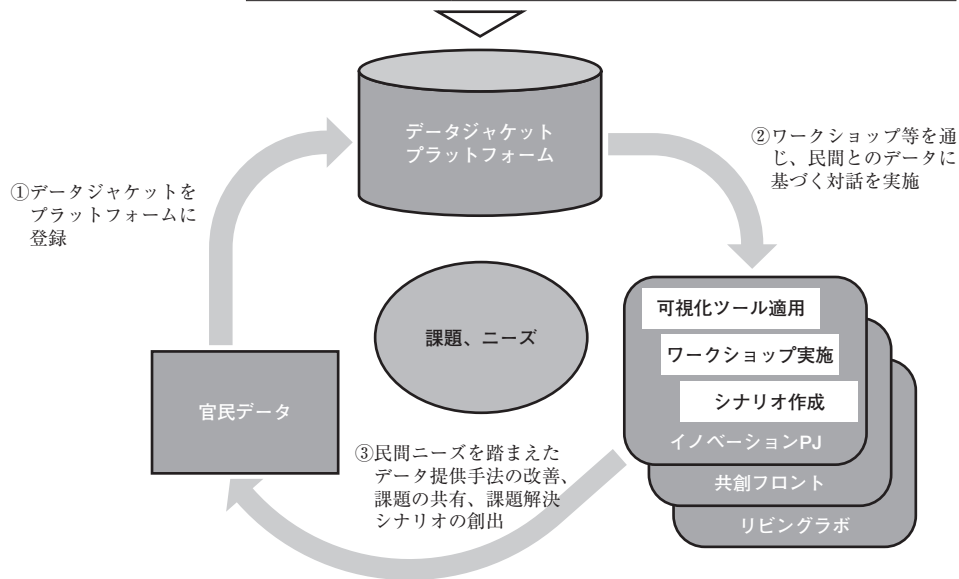 データジャケット
プラットフォーム
①データジャケットを
プラットフォームに
登録
②ワークショップ等を通
じ、民間とのデータに
基づく対話を実施
課題、ニーズ
官民データ
可視化ツール適用
ワークショップ実施
シナリオ作成
イノベーションPJ
共創フロント
リビングラボ
③民間ニーズを踏まえた
データ提供手法の改善、
課題の共有、課題解決
シナリオの創出